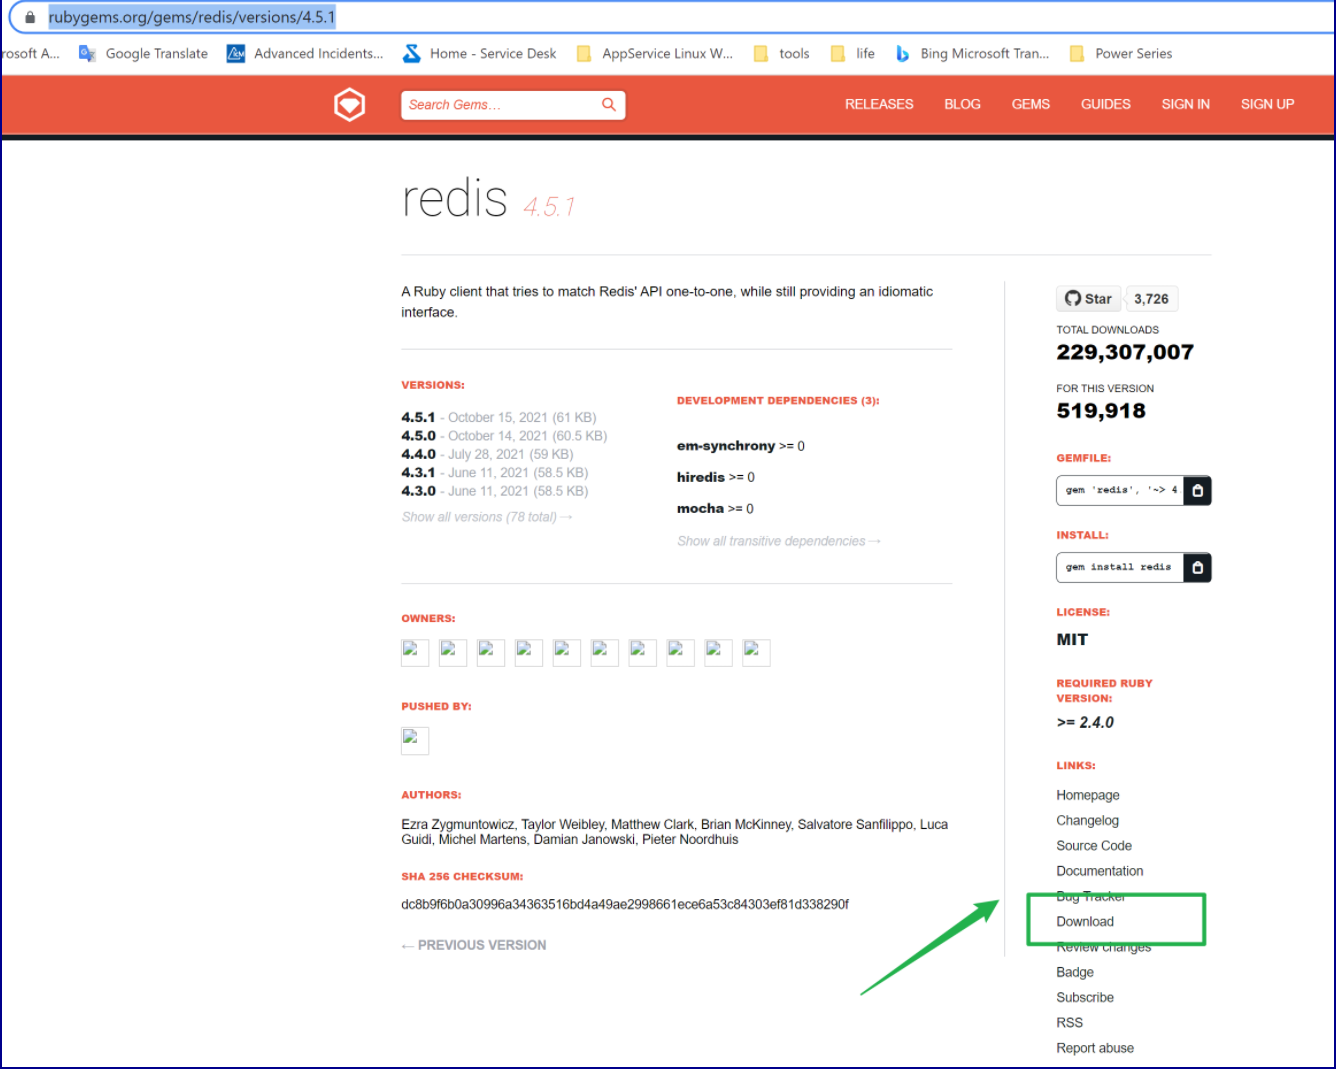 rubygems.org/gems/redis/versions/4.5.1
rosoft A... Google Translate Advanced Incidents... Home - Service Desk AppService Linux W... tools life Bing Microsoft Tran... Power Series
Search Gems... RELEASES BLOG GEMS GUIDES SIGN IN SIGN UP
redis 4.5.1
A Ruby client that tries to match Redis' API one-to-one, while still providing an idiomatic
interface.
VERSIONS:
4.5.1 - October 15, 2021 (61 KB)
4.5.0 - October 14, 2021 (60.5 KB)
4.4.0 - July 28, 2021 (59 KB)
4.3.1 - June 11, 2021 (58.5 KB)
4.3.0 - June 11, 2021 (58.5 KB)
Show all versions (78 total) →
DEVELOPMENT DEPENDENCIES (3):
em-synchrony >= 0
hiredis >= 0
mocha >= 0
Show all transitive dependencies →
OWNERS:
PUSHED BY:
AUTHORS:
Ezra Zygmuntowicz, Taylor Weibley, Matthew Clark, Brian McKinney, Salvatore Sanfilippo, Luca
Guidi, Michel Martens, Damian Janowski, Pieter Noordhuis
SHA 256 CHECKSUM:
dc8b9f6b0a30996a34363516bd4a49ae2998661ece6a53c84303ef81d338290f
← PREVIOUS VERSION
Star 3,726
TOTAL DOWNLOADS
229,307,007
FOR THIS VERSION
519,918
GEMFILE:
gem 'redis', '~> 4
INSTALL:
gem install redis
LICENSE:
MIT
REQUIRED RUBY
VERSION:
>= 2.4.0
LINKS:
Homepage
Changelog
Source Code
Documentation
Bug Tracker
Download
Review changes
Badge
Subscribe
RSS
Report abuse